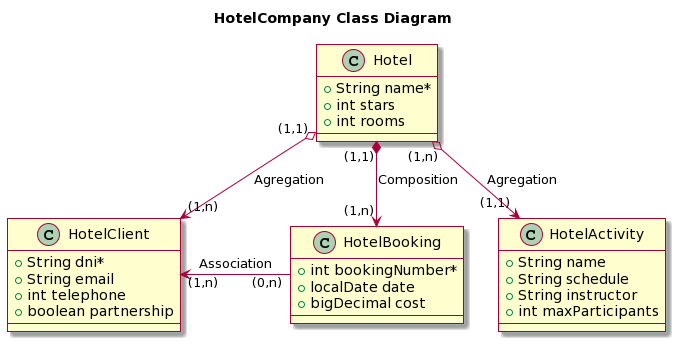 HotelCompany Class Diagram
C Hotel
String name*
int stars
int rooms
(1,1)
(1,1)
(1,n)
Agregation
Composition
Agregation
(1,n)
(1,n)
(1,1)
C HotelClient
String dni*
String email
int telephone
boolean partnership
Association
(1,n)
(0,n)
C HotelBooking
int bookingNumber*
localDate date
bigDecimal cost
C HotelActivity
String name
String schedule
String instructor
int maxParticipants